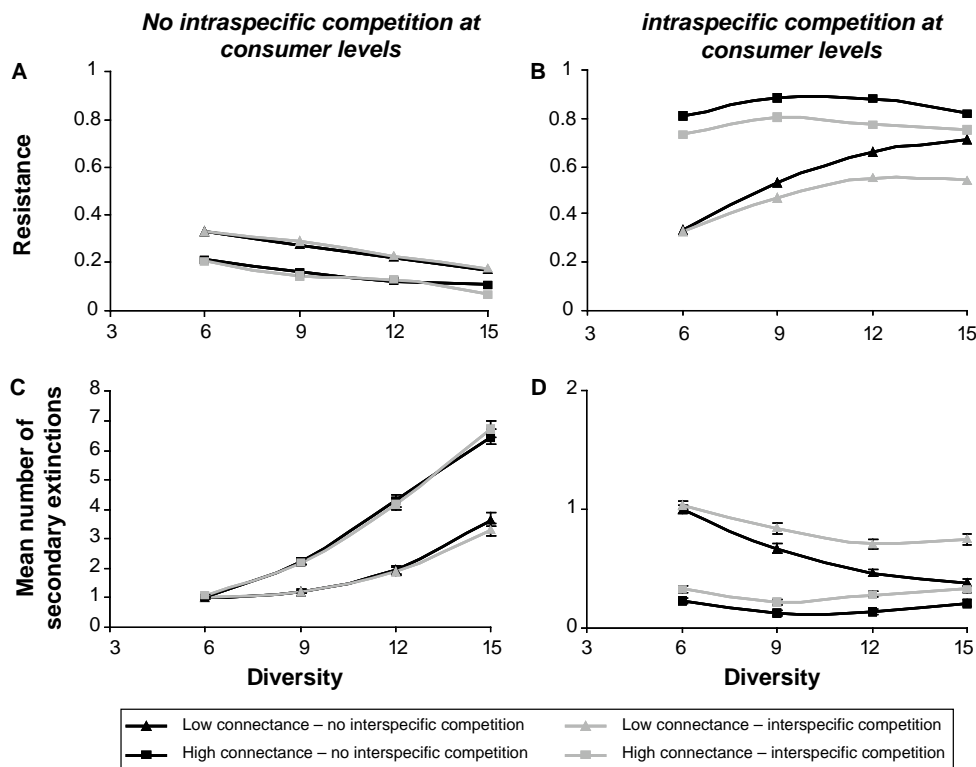 No intraspecific competition at
consumer levels
intraspecific competition at
consumer levels
A
1
0.8
0.6
0.4
0.2
0
3 6 9 12 15
Resistance
B
1
0.8
0.6
0.4
0.2
0
3 6 9 12 15
C
8
7
6
5
4
3
2
1
0
3 6 9 12 15
Mean number of
secondary extinctions
Diversity
D
2
1
0
3 6 9 12 15
Diversity
Low connectance – no interspecific competition
Low connectance – interspecific competition
High connectance – no interspecific competition
High connectance – interspecific competition